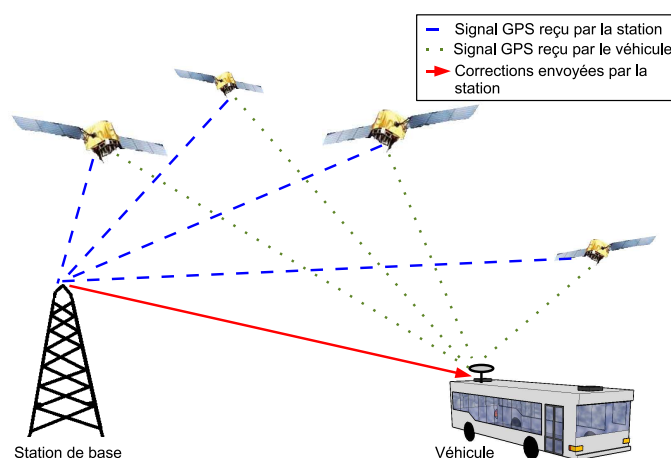 Signal GPS reçu par la station
Signal GPS reçu par le véhicule
Corrections envoyées par la
station
Station de base
Véhicule